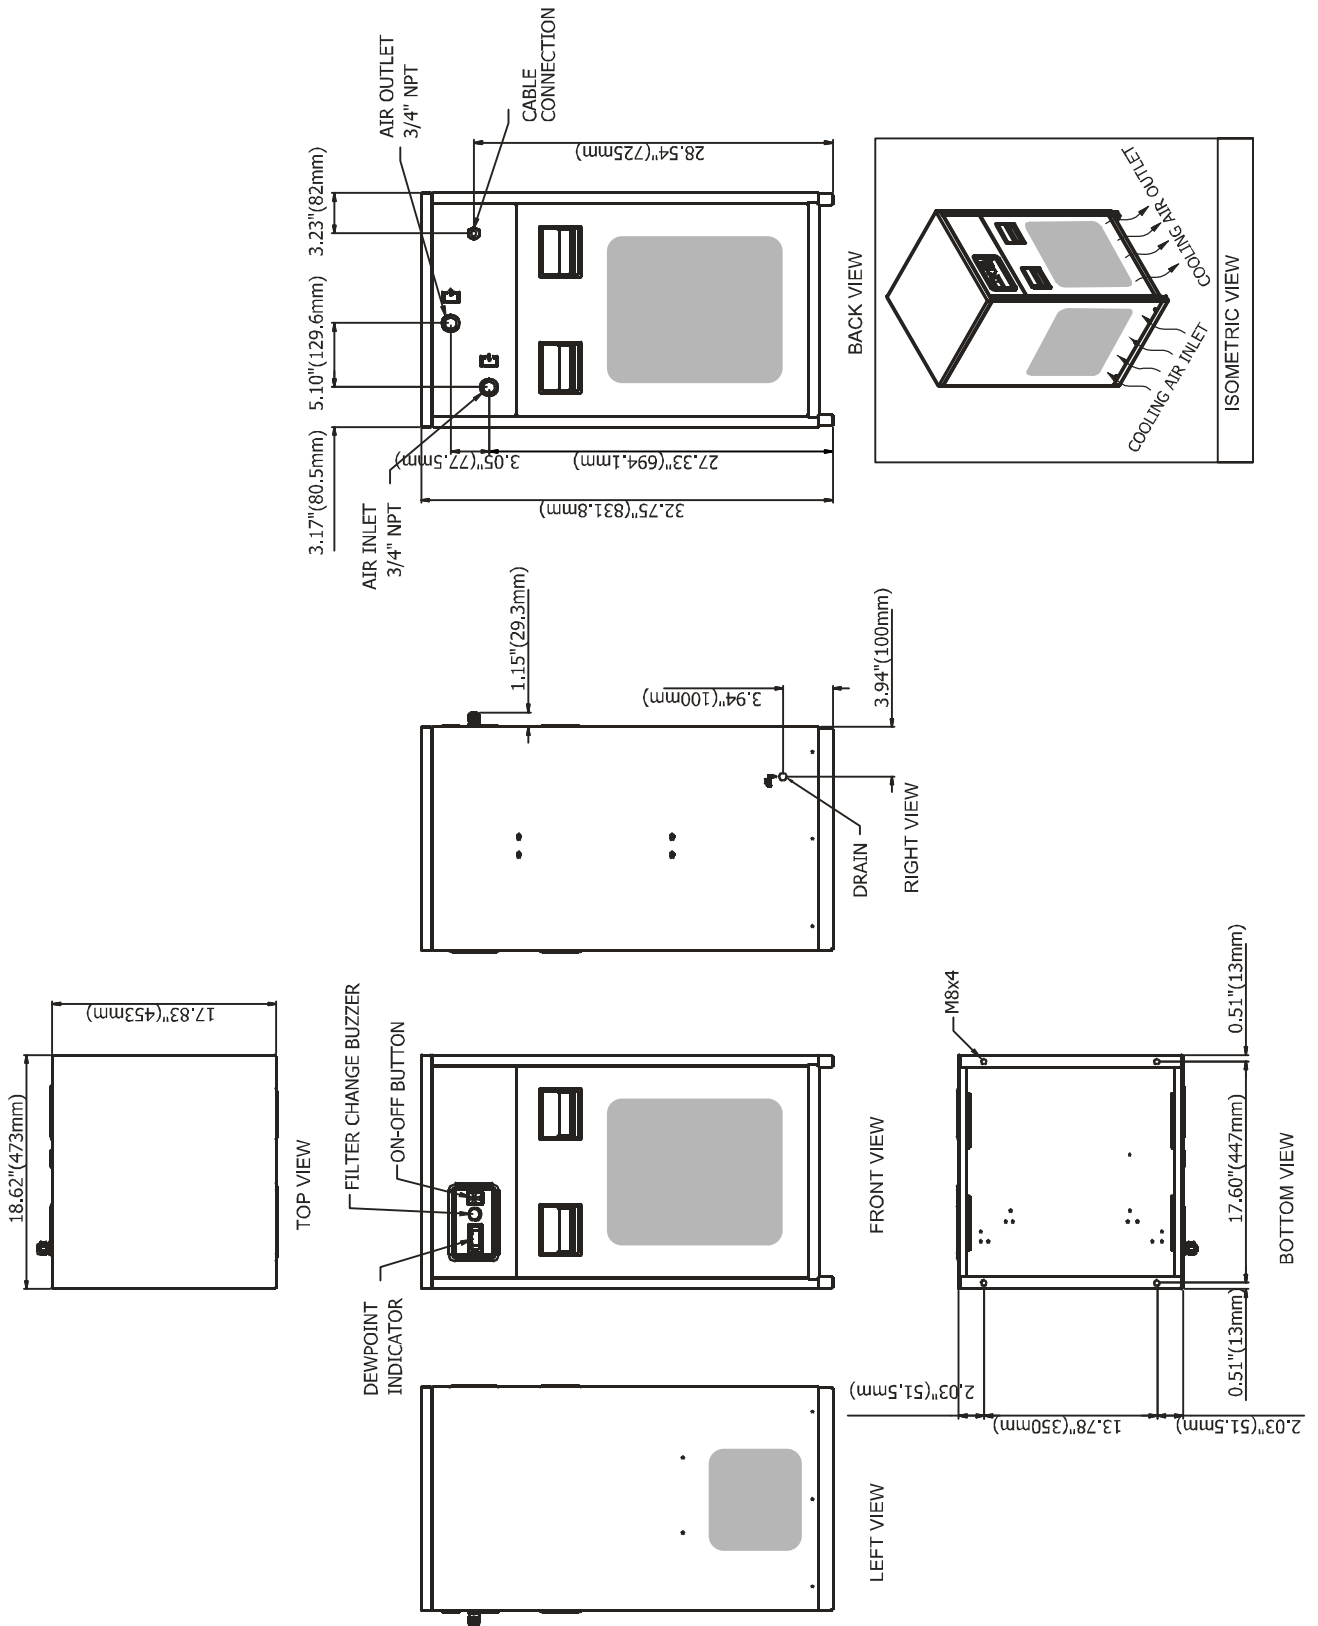 18.62"(473mm)
17.83"(453mm)
TOP VIEW
3.17"(80.5mm)
5.10"(129.6mm)
3.23"(82mm)
AIR INLET
3/4" NPT
AIR OUTLET
3/4" NPT
CABLE
CONNECTION
32.75"(831.8mm)
3.05"(77.5mm)
27.33"(694.1mm)
28.54"(725mm)
BACK VIEW
DEWPOINT
INDICATOR
FILTER CHANGE BUZZER
ON-OFF BUTTON
FRONT VIEW
1.15"(29.3mm)
3.94"(100mm)
3.94"(100mm)
DRAIN
RIGHT VIEW
LEFT VIEW
2.03"(51.5mm)
13.78"(350mm)
2.03"(51.5mm)
M8x4
0.51"(13mm)
17.60"(447mm)
0.51"(13mm)
BOTTOM VIEW
COOLING AIR INLET
COOLING AIR OUTLET
ISOMETRIC VIEW